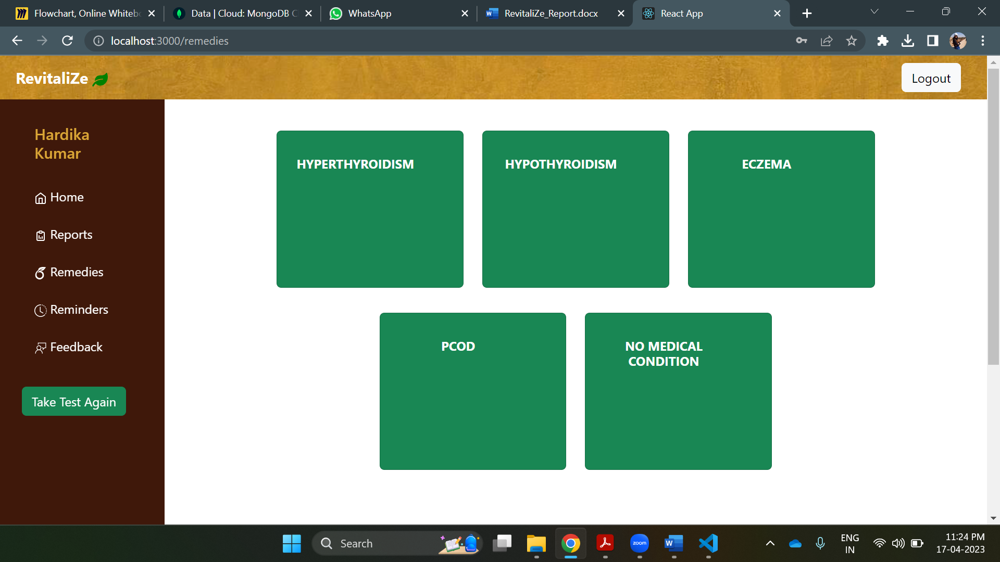 Flowchart, Online Whitebo
Data | Cloud: MongoDB C
WhatsApp
RevitaliZe_Report.docx
React App
localhost:3000/remedies
RevitaliZe
Logout
Hardika
Kumar
Home
Reports
Remedies
Reminders
Feedback
Take Test Again
HYPERTHYROIDISM
HYPOTHYROIDISM
ECZEMA
PCOD
NO MEDICAL
CONDITION
Search
zoom
ENG
IN
11:24 PM
17-04-2023